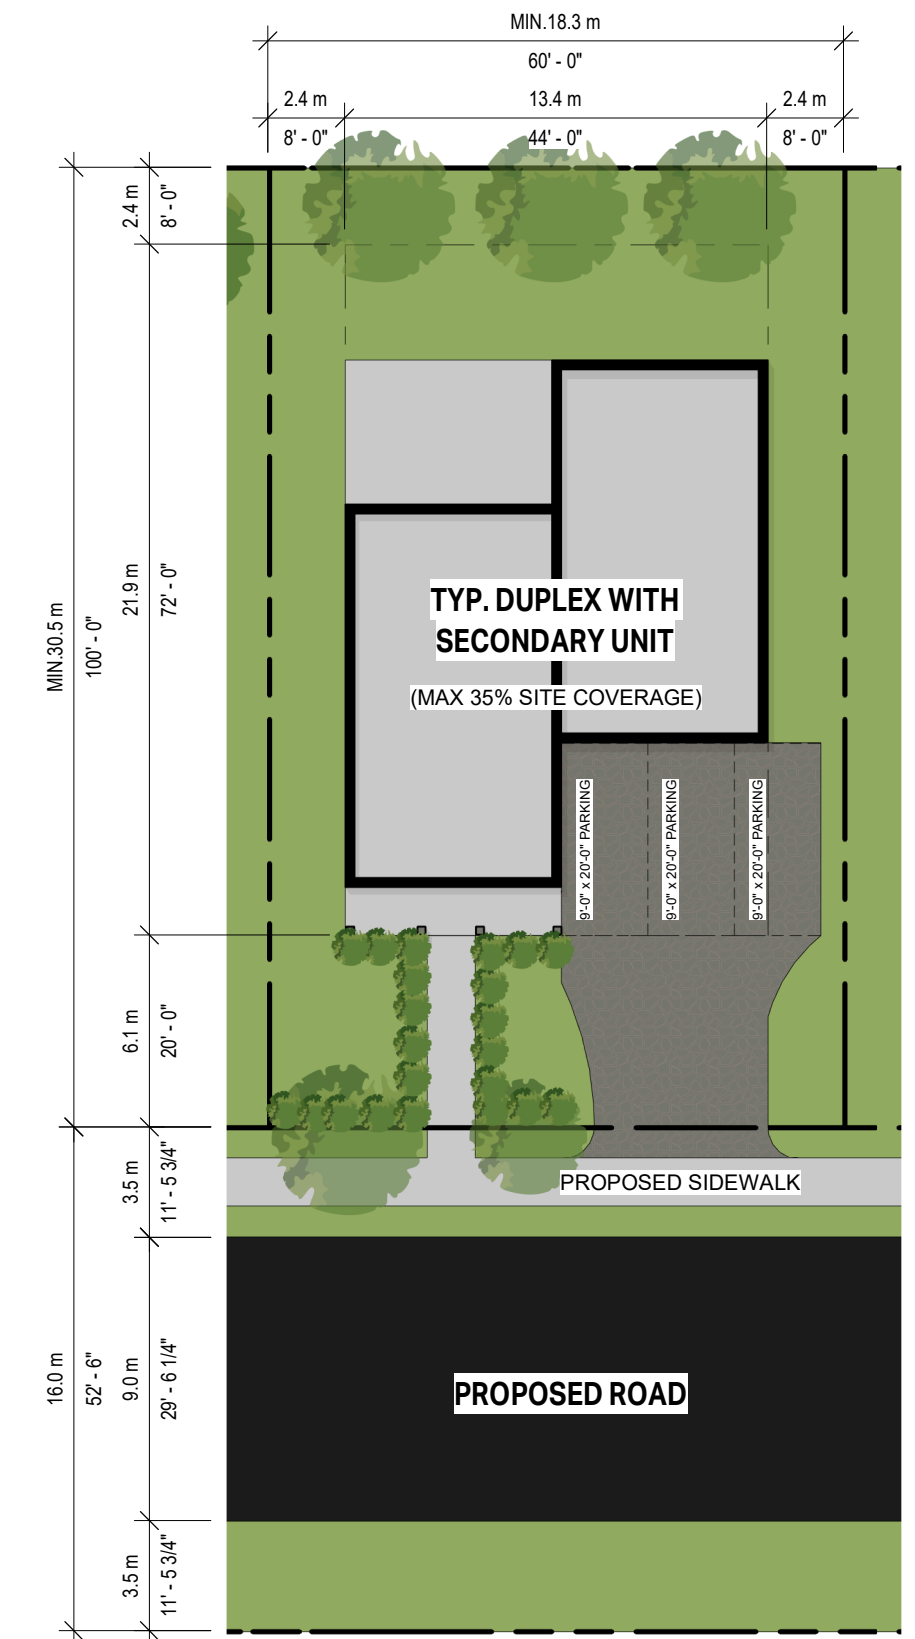 MIN.18.3 m
60' - 0"
2.4 m
13.4 m
2.4 m
8' - 0"
44' - 0"
8' - 0"
2.4 m
8' - 0"
MIN.30.5 m
100' - 0"
21.9 m
72' - 0"
TYP. DUPLEX WITH
SECONDARY UNIT
(MAX 35% SITE COVERAGE)
9'-0" x 20'-0" PARKING
9'-0" x 20'-0" PARKING
9'-0" x 20'-0" PARKING
6.1 m
20' - 0"
3.5 m
11' - 5 3/4"
PROPOSED SIDEWALK
16.0 m
52' - 6"
9.0 m
29' - 6 1/4"
PROPOSED ROAD
3.5 m
11' - 5 3/4"